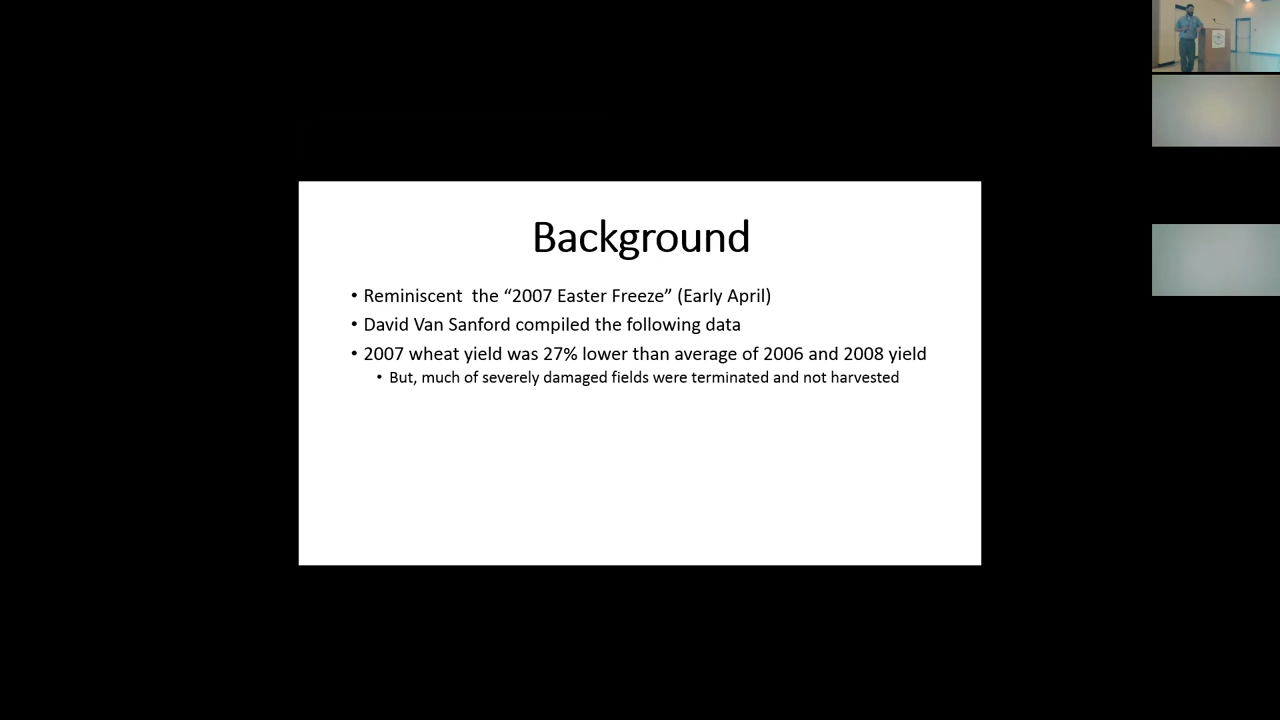 Background
• Reminiscent  the “2007 Easter Freeze” (Early April)
• David Van Sanford compiled the following data
• 2007 wheat yield was 27% lower than average of 2006 and 2008 yield
• But, much of severely damaged fields were terminated and not harvested